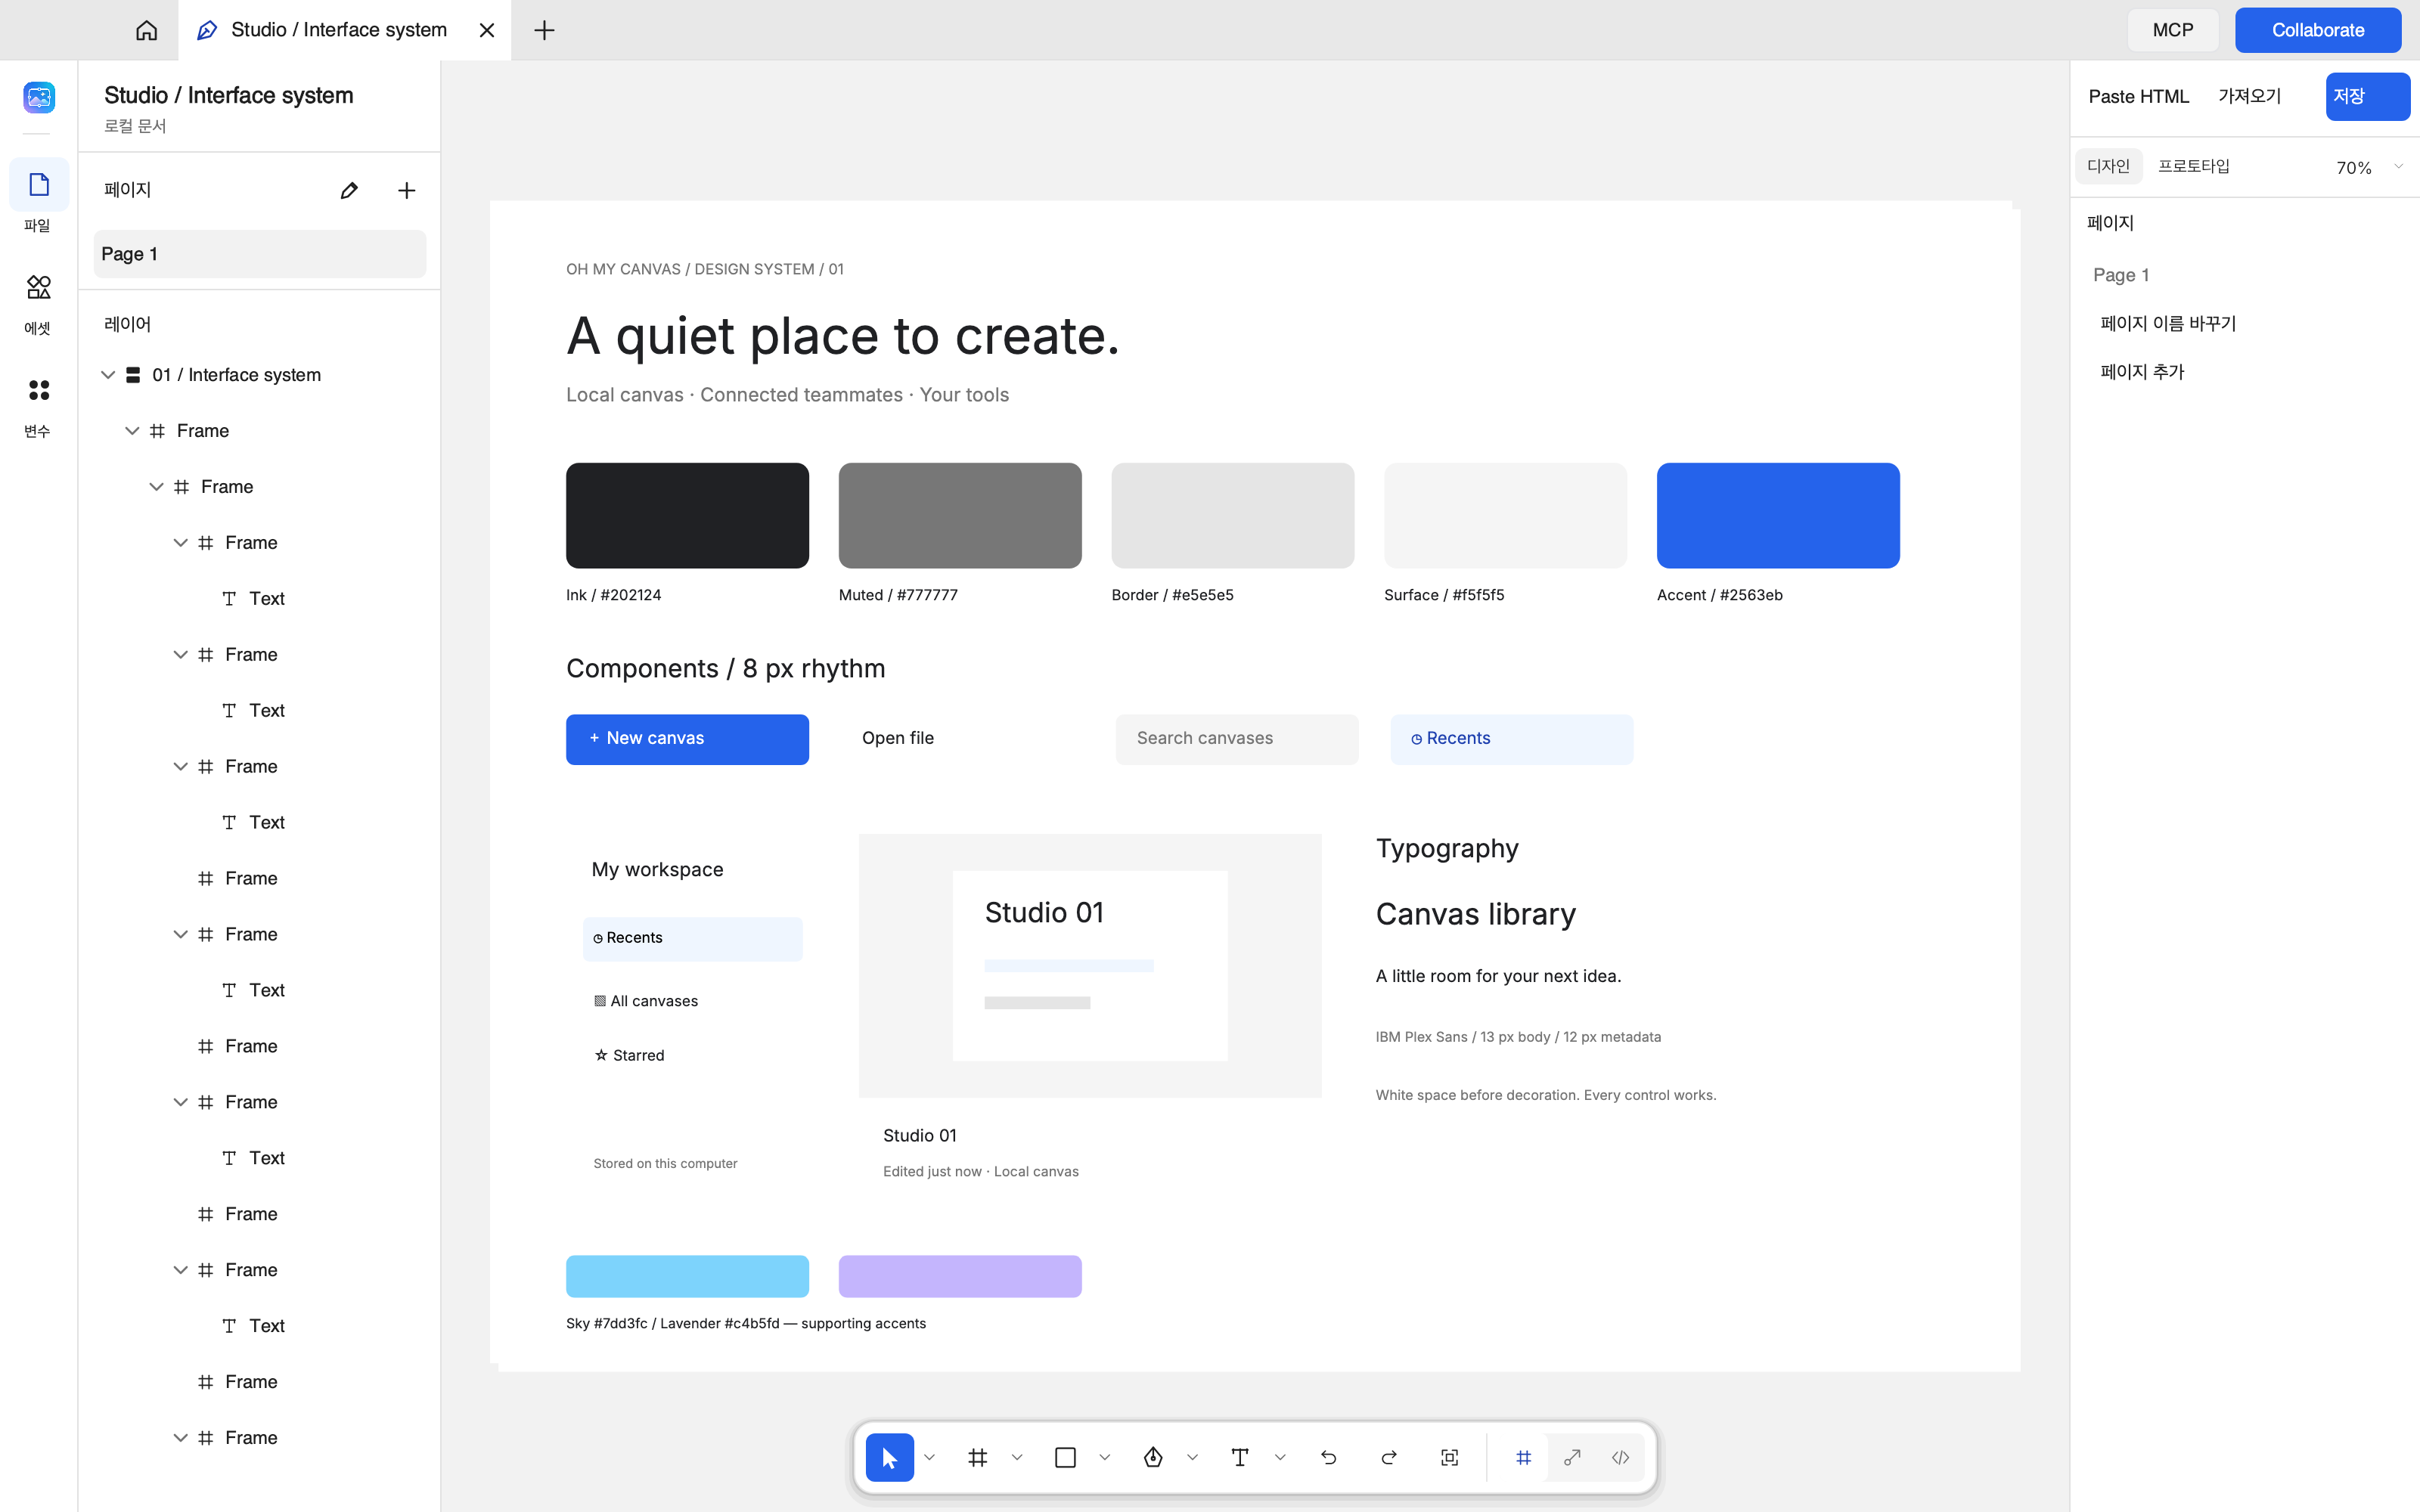 Studio / Interface system
MCP
Collaborate
Studio / Interface system
로컬 문서
파일
에셋
변수
페이지
Page 1
레이어
01 / Interface system
Frame
Frame
Frame
Text
Frame
Text
Frame
Text
Frame
Frame
Text
Frame
Frame
Text
Frame
Frame
Text
Frame
Frame
OH MY CANVAS / DESIGN SYSTEM / 01
A quiet place to create.
Local canvas · Connected teammates · Your tools
Ink / #202124
Muted / #777777
Border / #e5e5e5
Surface / #f5f5f5
Accent / #2563eb
Components / 8 px rhythm
+ New canvas
Open file
Search canvases
◷ Recents
My workspace
◷ Recents
▧ All canvases
☆ Starred
Stored on this computer
Studio 01
Studio 01
Edited just now · Local canvas
Typography
Canvas library
A little room for your next idea.
IBM Plex Sans / 13 px body / 12 px metadata
White space before decoration. Every control works.
Sky #7dd3fc / Lavender #c4b5fd — supporting accents
Paste HTML
가져오기
저장
디자인
프로토타입
70%
페이지
Page 1
페이지 이름 바꾸기
페이지 추가